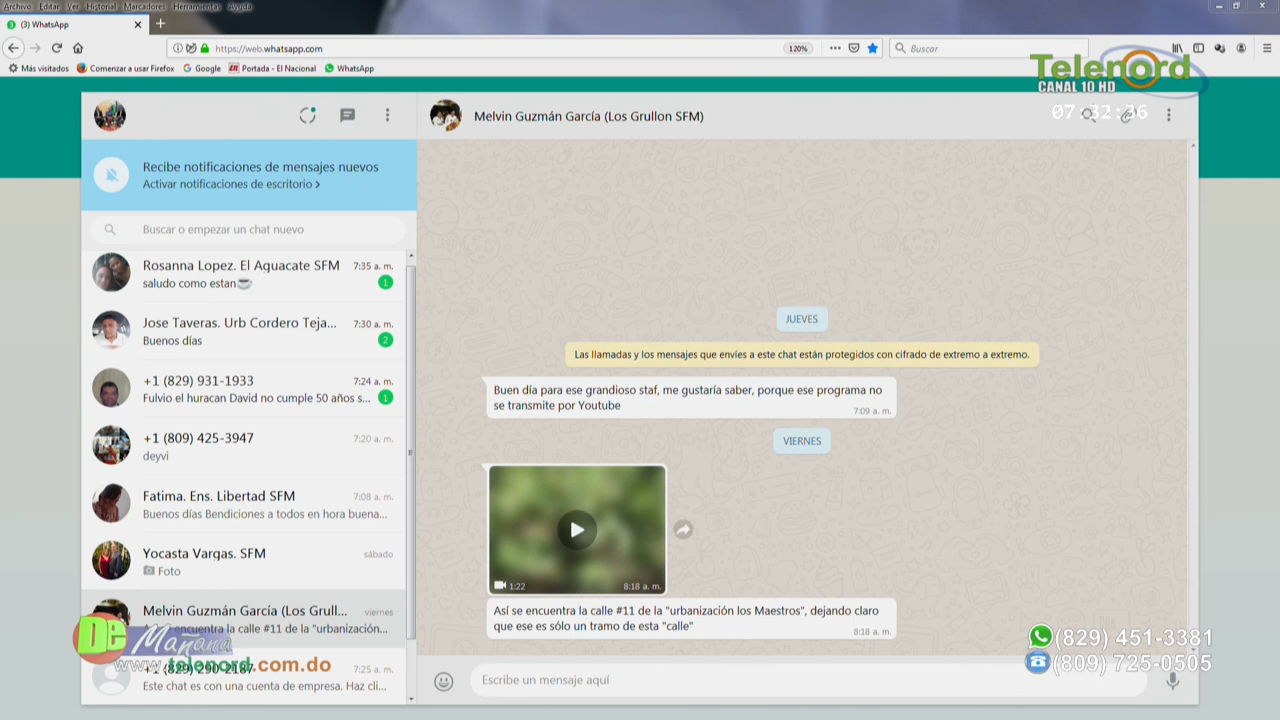 Archivo Editar Ver Historial Marcadores Herramientas Ayuda
(3) WhatsApp
https://web.whatsapp.com
120%
Buscar
Más visitados
Comenzar a usar Firefox
Google
Portada - El Nacional
WhatsApp
Telenord
CANAL 10 HD
07:32:36
Melvin Guzmán García (Los Grullon SFM)
Recibe notificaciones de mensajes nuevos
Activar notificaciones de escritorio >
Buscar o empezar un chat nuevo
Rosanna Lopez. El Aguacate SFM 7:35 a. m.
saludo como estan☕ 1
Jose Taveras. Urb Cordero Teja... 7:30 a. m.
Buenos días 2
+1 (829) 931-1933 7:24 a. m.
Fulvio el huracan David no cumple 50 años s... 1
+1 (809) 425-3947 7:20 a. m.
deyvi
Fatima. Ens. Libertad SFM 7:08 a. m.
Buenos días Bendiciones a todos en hora buena...
Yocasta Vargas. SFM sábado
Foto
Melvin Guzmán García (Los Grull... viernes
encuentra la calle #11 de la "urbanización...
+1 (829) 290-2187 7:25 a. m.
Este chat es con una cuenta de empresa. Haz cli...
De Mañana
www.telenord.com.do
JUEVES
Las llamadas y los mensajes que envíes a este chat están protegidos con cifrado de extremo a extremo.
Buen día para ese grandioso staf, me gustaría saber, porque ese programa no
se transmite por Youtube
7:09 a. m.
VIERNES
1:22 8:18 a. m.
Así se encuentra la calle #11 de la "urbanización los Maestros", dejando claro
que ese es sólo un tramo de esta "calle"
8:18 a. m.
Escribe un mensaje aquí
(829) 451-3381
(809) 725-0505